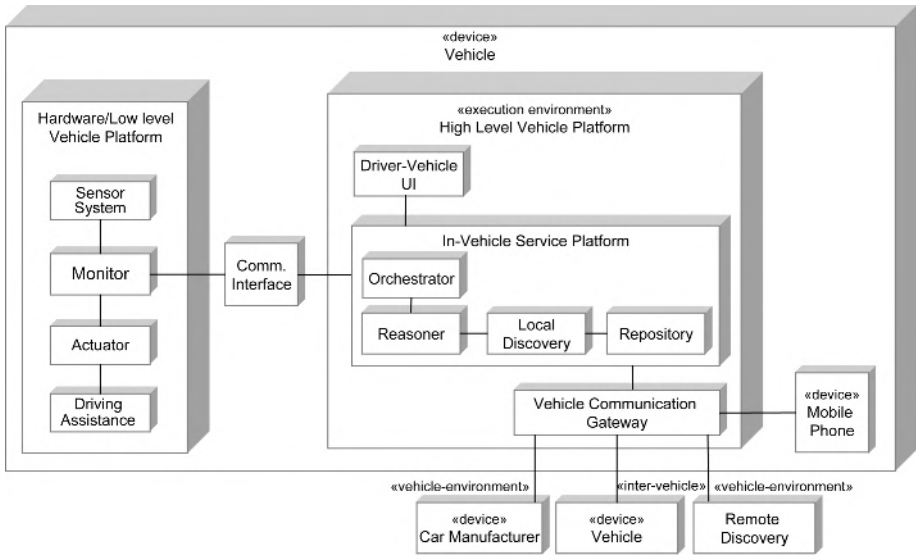 «device»
Vehicle
Hardware/Low level
Vehicle Platform
Sensor
System
Monitor
Actuator
Driving
Assistance
Comm.
Interface
«execution environment»
High Level Vehicle Platform
Driver-Vehicle
UI
In-Vehicle Service Platform
Orchestrator
Reasoner
Local
Discovery
Repository
Vehicle Communication
Gateway
«device»
Mobile
Phone
«vehicle-environment»
«inter-vehicle»
«vehicle-environment»
«device»
Car Manufacturer
«device»
Vehicle
Remote
Discovery